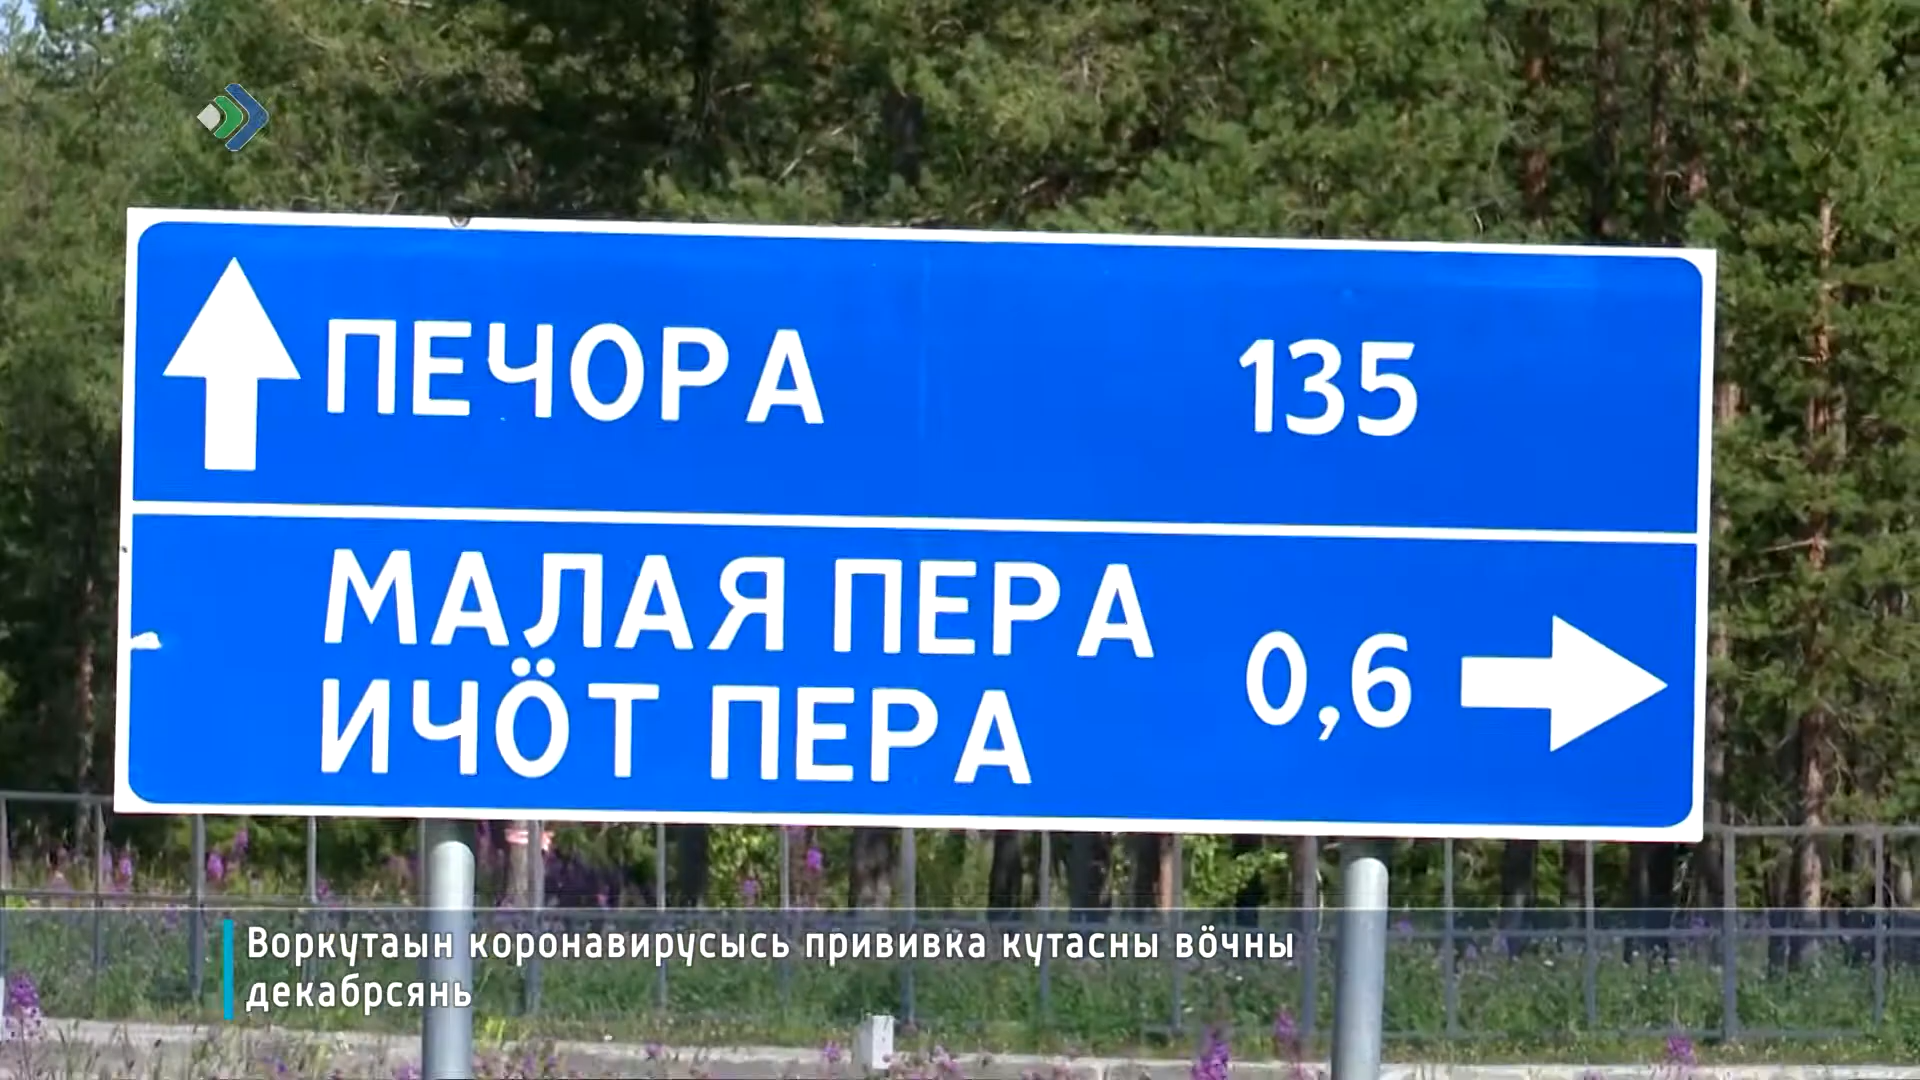 ПЕЧОРА 135
МАЛАЯ ПЕРА
ИЧӦТ ПЕРА 0,6
Воркутаын коронавирусысь прививка кутасны вӧчны
декабрсянь